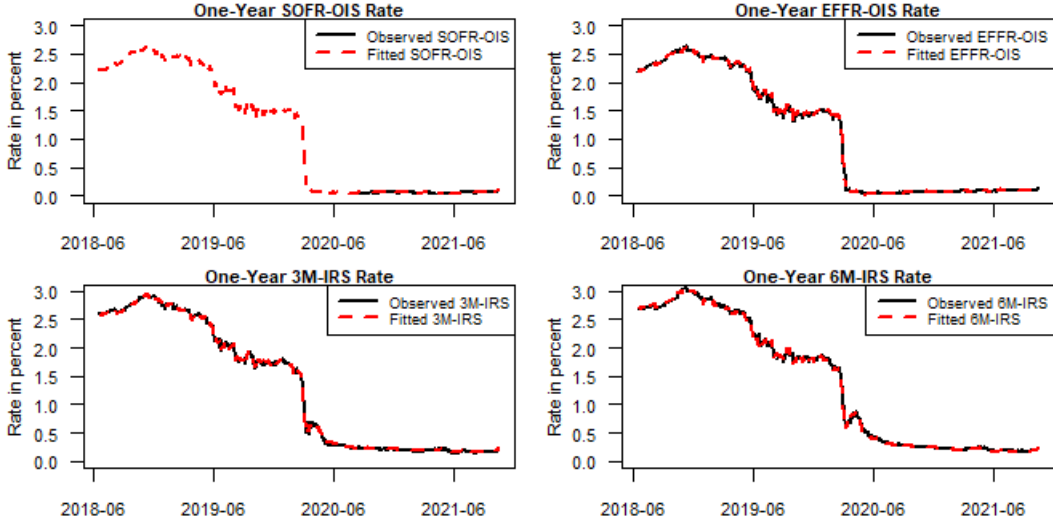 One-Year SOFR-OIS Rate
Rate in percent
3.0
2.5
2.0
1.5
1.0
0.5
0.0
Observed SOFR-OIS
Fitted SOFR-OIS
2018-06 2019-06 2020-06 2021-06
One-Year EFFR-OIS Rate
Rate in percent
3.0
2.5
2.0
1.5
1.0
0.5
0.0
Observed EFFR-OIS
Fitted EFFR-OIS
2018-06 2019-06 2020-06 2021-06
One-Year 3M-IRS Rate
Rate in percent
3.0
2.5
2.0
1.5
1.0
0.5
0.0
Observed 3M-IRS
Fitted 3M-IRS
2018-06 2019-06 2020-06 2021-06
One-Year 6M-IRS Rate
Rate in percent
3.0
2.5
2.0
1.5
1.0
0.5
0.0
Observed 6M-IRS
Fitted 6M-IRS
2018-06 2019-06 2020-06 2021-06